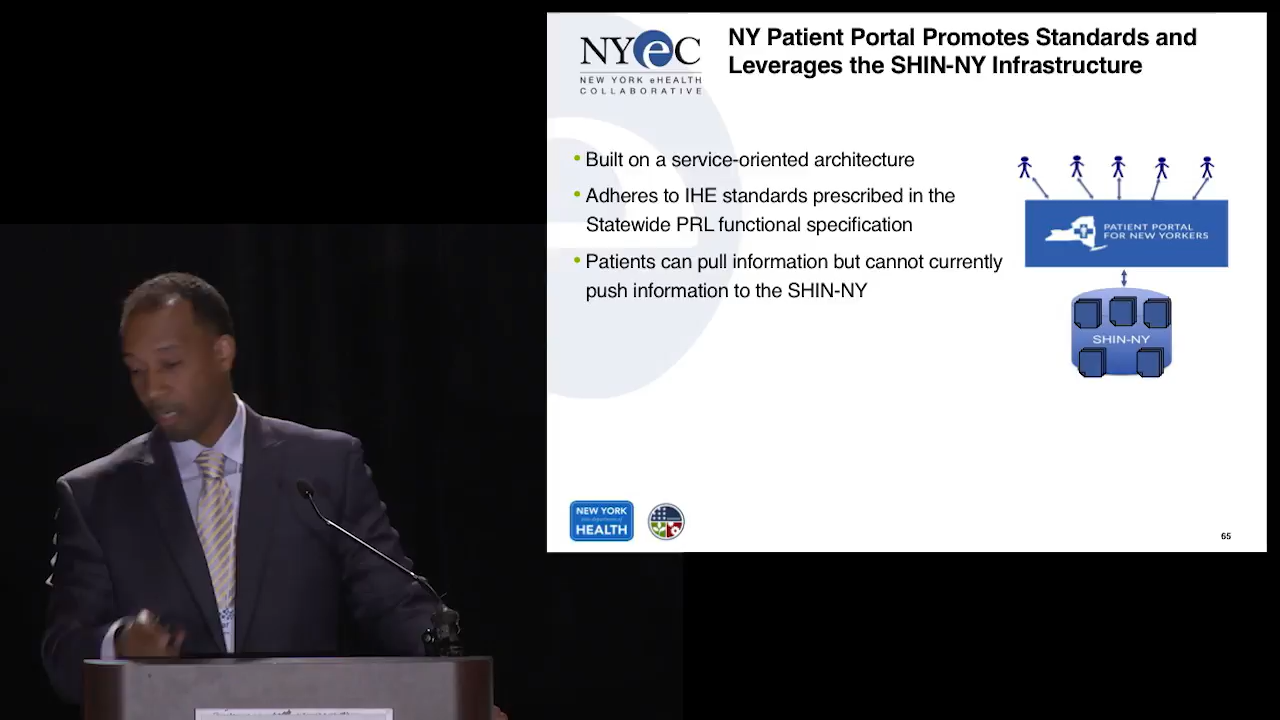 NYeC
NEW YORK eHEALTH
COLLABORATIVE
NY Patient Portal Promotes Standards and
Leverages the SHIN-NY Infrastructure
• Built on a service-oriented architecture
• Adheres to IHE standards prescribed in the
Statewide PRL functional specification
• Patients can pull information but cannot currently
push information to the SHIN-NY
PATIENT PORTAL
FOR NEW YORKERS
SHIN-NY
NEW YORK
HEALTH
65